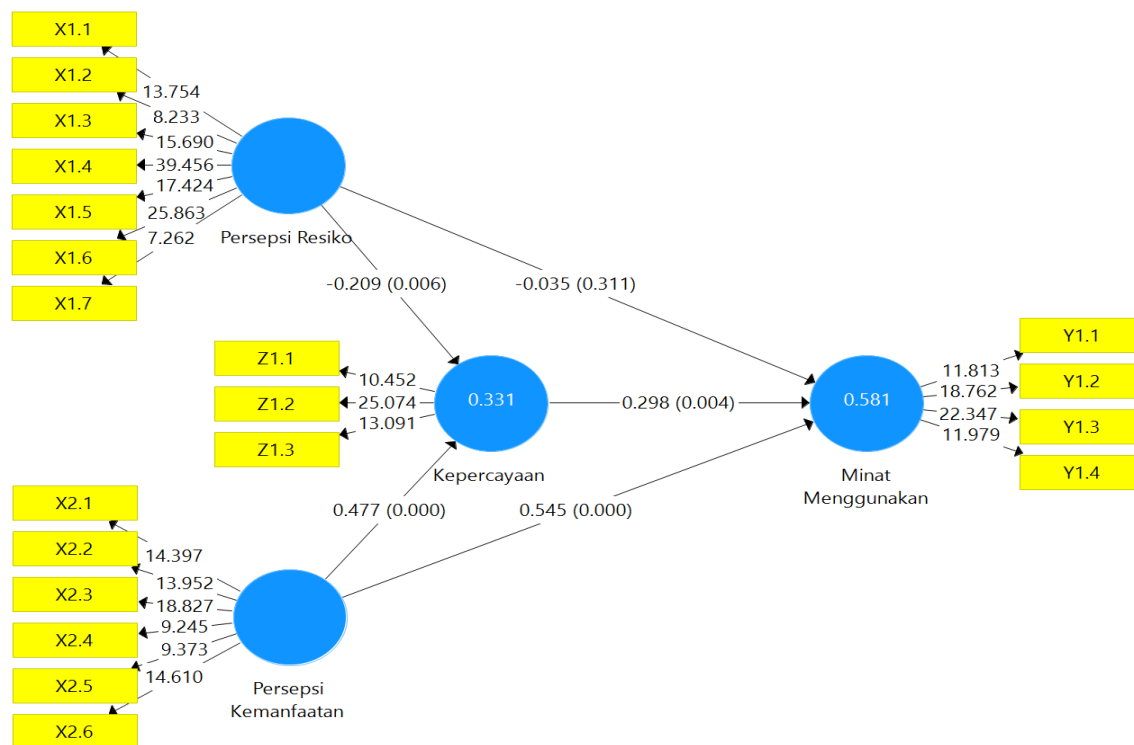 X1.1
X1.2
X1.3
X1.4
X1.5
X1.6
X1.7
13.754
8.233
15.690
39.456
17.424
25.863
7.262
Persepsi Resiko
-0.209 (0.006)
-0.035 (0.311)
Z1.1
Z1.2
Z1.3
10.452
25.074
13.091
0.331
Kepercayaan
0.298 (0.004)
0.581
Minat
Menggunakan
11.813
18.762
22.347
11.979
Y1.1
Y1.2
Y1.3
Y1.4
0.477 (0.000)
0.545 (0.000)
X2.1
X2.2
X2.3
X2.4
X2.5
X2.6
14.397
13.952
18.827
9.245
9.373
14.610
Persepsi
Kemanfaatan